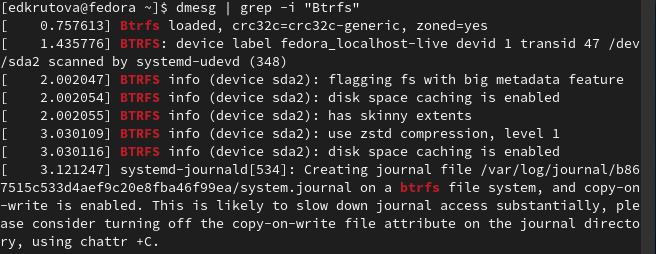 [edkrutova@fedora ~]$ dmesg | grep -i "Btrfs"
[    0.757613] Btrfs loaded, crc32c=crc32c-generic, zoned=yes
[    1.435776] BTRFS: device label fedora_localhost-live devid 1 transid 47 /dev
/sda2 scanned by systemd-udevd (348)
[    2.002047] BTRFS info (device sda2): flagging fs with big metadata feature
[    2.002054] BTRFS info (device sda2): disk space caching is enabled
[    2.002055] BTRFS info (device sda2): has skinny extents
[    3.030109] BTRFS info (device sda2): use zstd compression, level 1
[    3.030116] BTRFS info (device sda2): disk space caching is enabled
[    3.121247] systemd-journald[534]: Creating journal file /var/log/journal/b86
7515c533d4aef9c20e8fba46f99ea/system.journal on a btrfs file system, and copy-on
-write is enabled. This is likely to slow down journal access substantially, ple
ase consider turning off the copy-on-write file attribute on the journal directo
ry, using chattr +C.